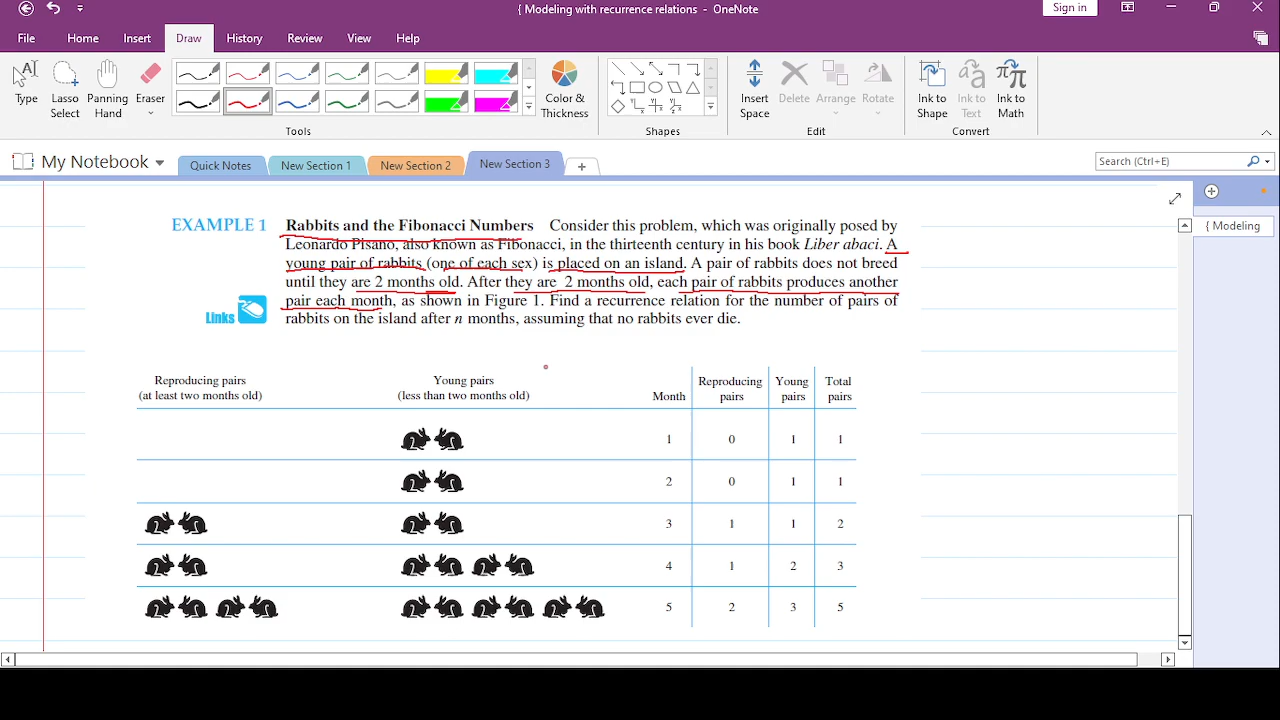 { Modeling with recurrence relations - OneNote
Sign in
File Home Insert Draw History Review View Help
Type
Lasso Select
Panning Hand
Eraser
Color & Thickness
Insert Space
Delete
Arrange
Rotate
Ink to Shape
Ink to Text
Ink to Math
Tools Shapes Edit Convert
My Notebook Quick Notes New Section 1 New Section 2 New Section 3 Search (Ctrl+E)
{ Modeling
EXAMPLE 1 Rabbits and the Fibonacci Numbers Consider this problem, which was originally posed by
Leonardo Pisano, also known as Fibonacci, in the thirteenth century in his book Liber abaci. A
young pair of rabbits (one of each sex) is placed on an island. A pair of rabbits does not breed
until they are 2 months old. After they are 2 months old, each pair of rabbits produces another
pair each month, as shown in Figure 1. Find a recurrence relation for the number of pairs of
rabbits on the island after n months, assuming that no rabbits ever die.
Links
Reproducing pairs
(at least two months old)
Young pairs
(less than two months old)
Month
Reproducing pairs
Young pairs
Total pairs
1 0 1 1
2 0 1 1
3 1 1 2
4 1 2 3
5 2 3 5